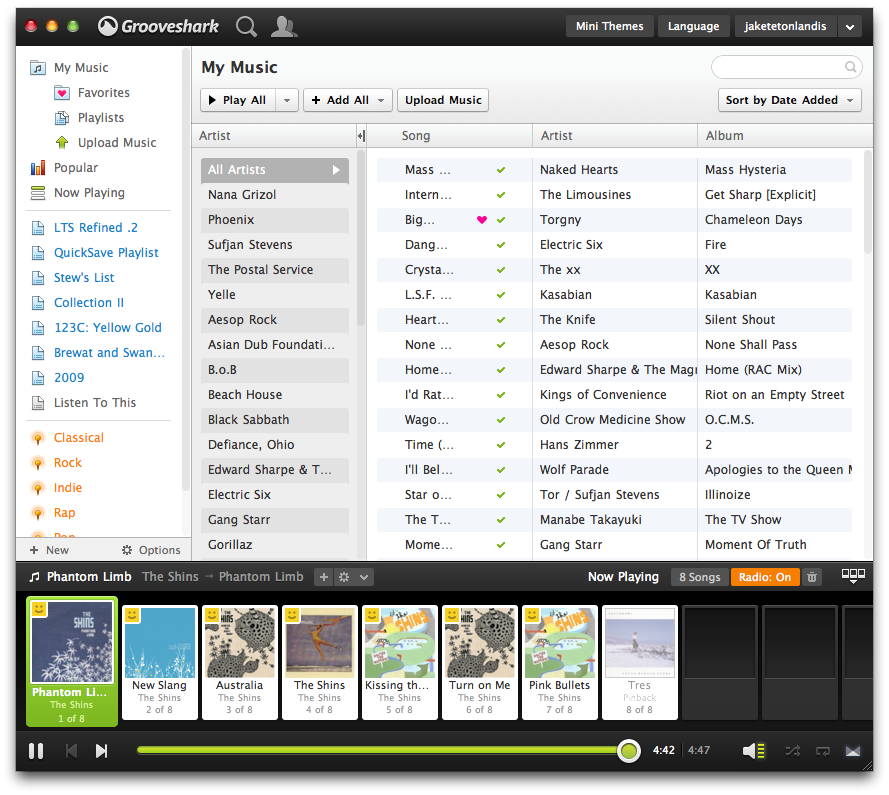 Grooveshark
Mini Themes Language jaketetonlandis
My Music
Favorites
Playlists
Upload Music
Popular
Now Playing
LTS Refined .2
QuickSave Playlist
Stew's List
Collection II
123C: Yellow Gold
Brewat and Swan...
2009
Listen To This
Classical
Rock
Indie
Rap
Pop
+ New Options
My Music
Play All + Add All Upload Music Sort by Date Added
Artist
All Artists
Nana Grizol
Phoenix
Sufjan Stevens
The Postal Service
Yelle
Aesop Rock
Asian Dub Foundati...
B.o.B
Beach House
Black Sabbath
Defiance, Ohio
Edward Sharpe & T...
Electric Six
Gang Starr
Gorillaz
Song Artist Album
Mass ... Naked Hearts Mass Hysteria
Intern... The Limousines Get Sharp [Explicit]
Big... Torgny Chameleon Days
Dang... Electric Six Fire
Crysta... The xx XX
L.S.F. ... Kasabian Kasabian
Heart... The Knife Silent Shout
None ... Aesop Rock None Shall Pass
Home... Edward Sharpe & The Magn Home (RAC Mix)
I'd Rat... Kings of Convenience Riot on an Empty Street
Wago... Old Crow Medicine Show O.C.M.S.
Time (... Hans Zimmer 2
I'll Bel... Wolf Parade Apologies to the Queen M
Star o... Tor / Sufjan Stevens Illinoize
The T... Manabe Takayuki The TV Show
Mome... Gang Starr Moment Of Truth
Phantom Limb The Shins → Phantom Limb + Now Playing 8 Songs Radio: On
THE SHINS
Phantom Li... New Slang Australia The Shins Kissing th... Turn on Me Pink Bullets Tres
The Shins The Shins The Shins The Shins The Shins The Shins The Shins Pinback
1 of 8 2 of 8 3 of 8 4 of 8 5 of 8 6 of 8 7 of 8 8 of 8
4:42 4:47